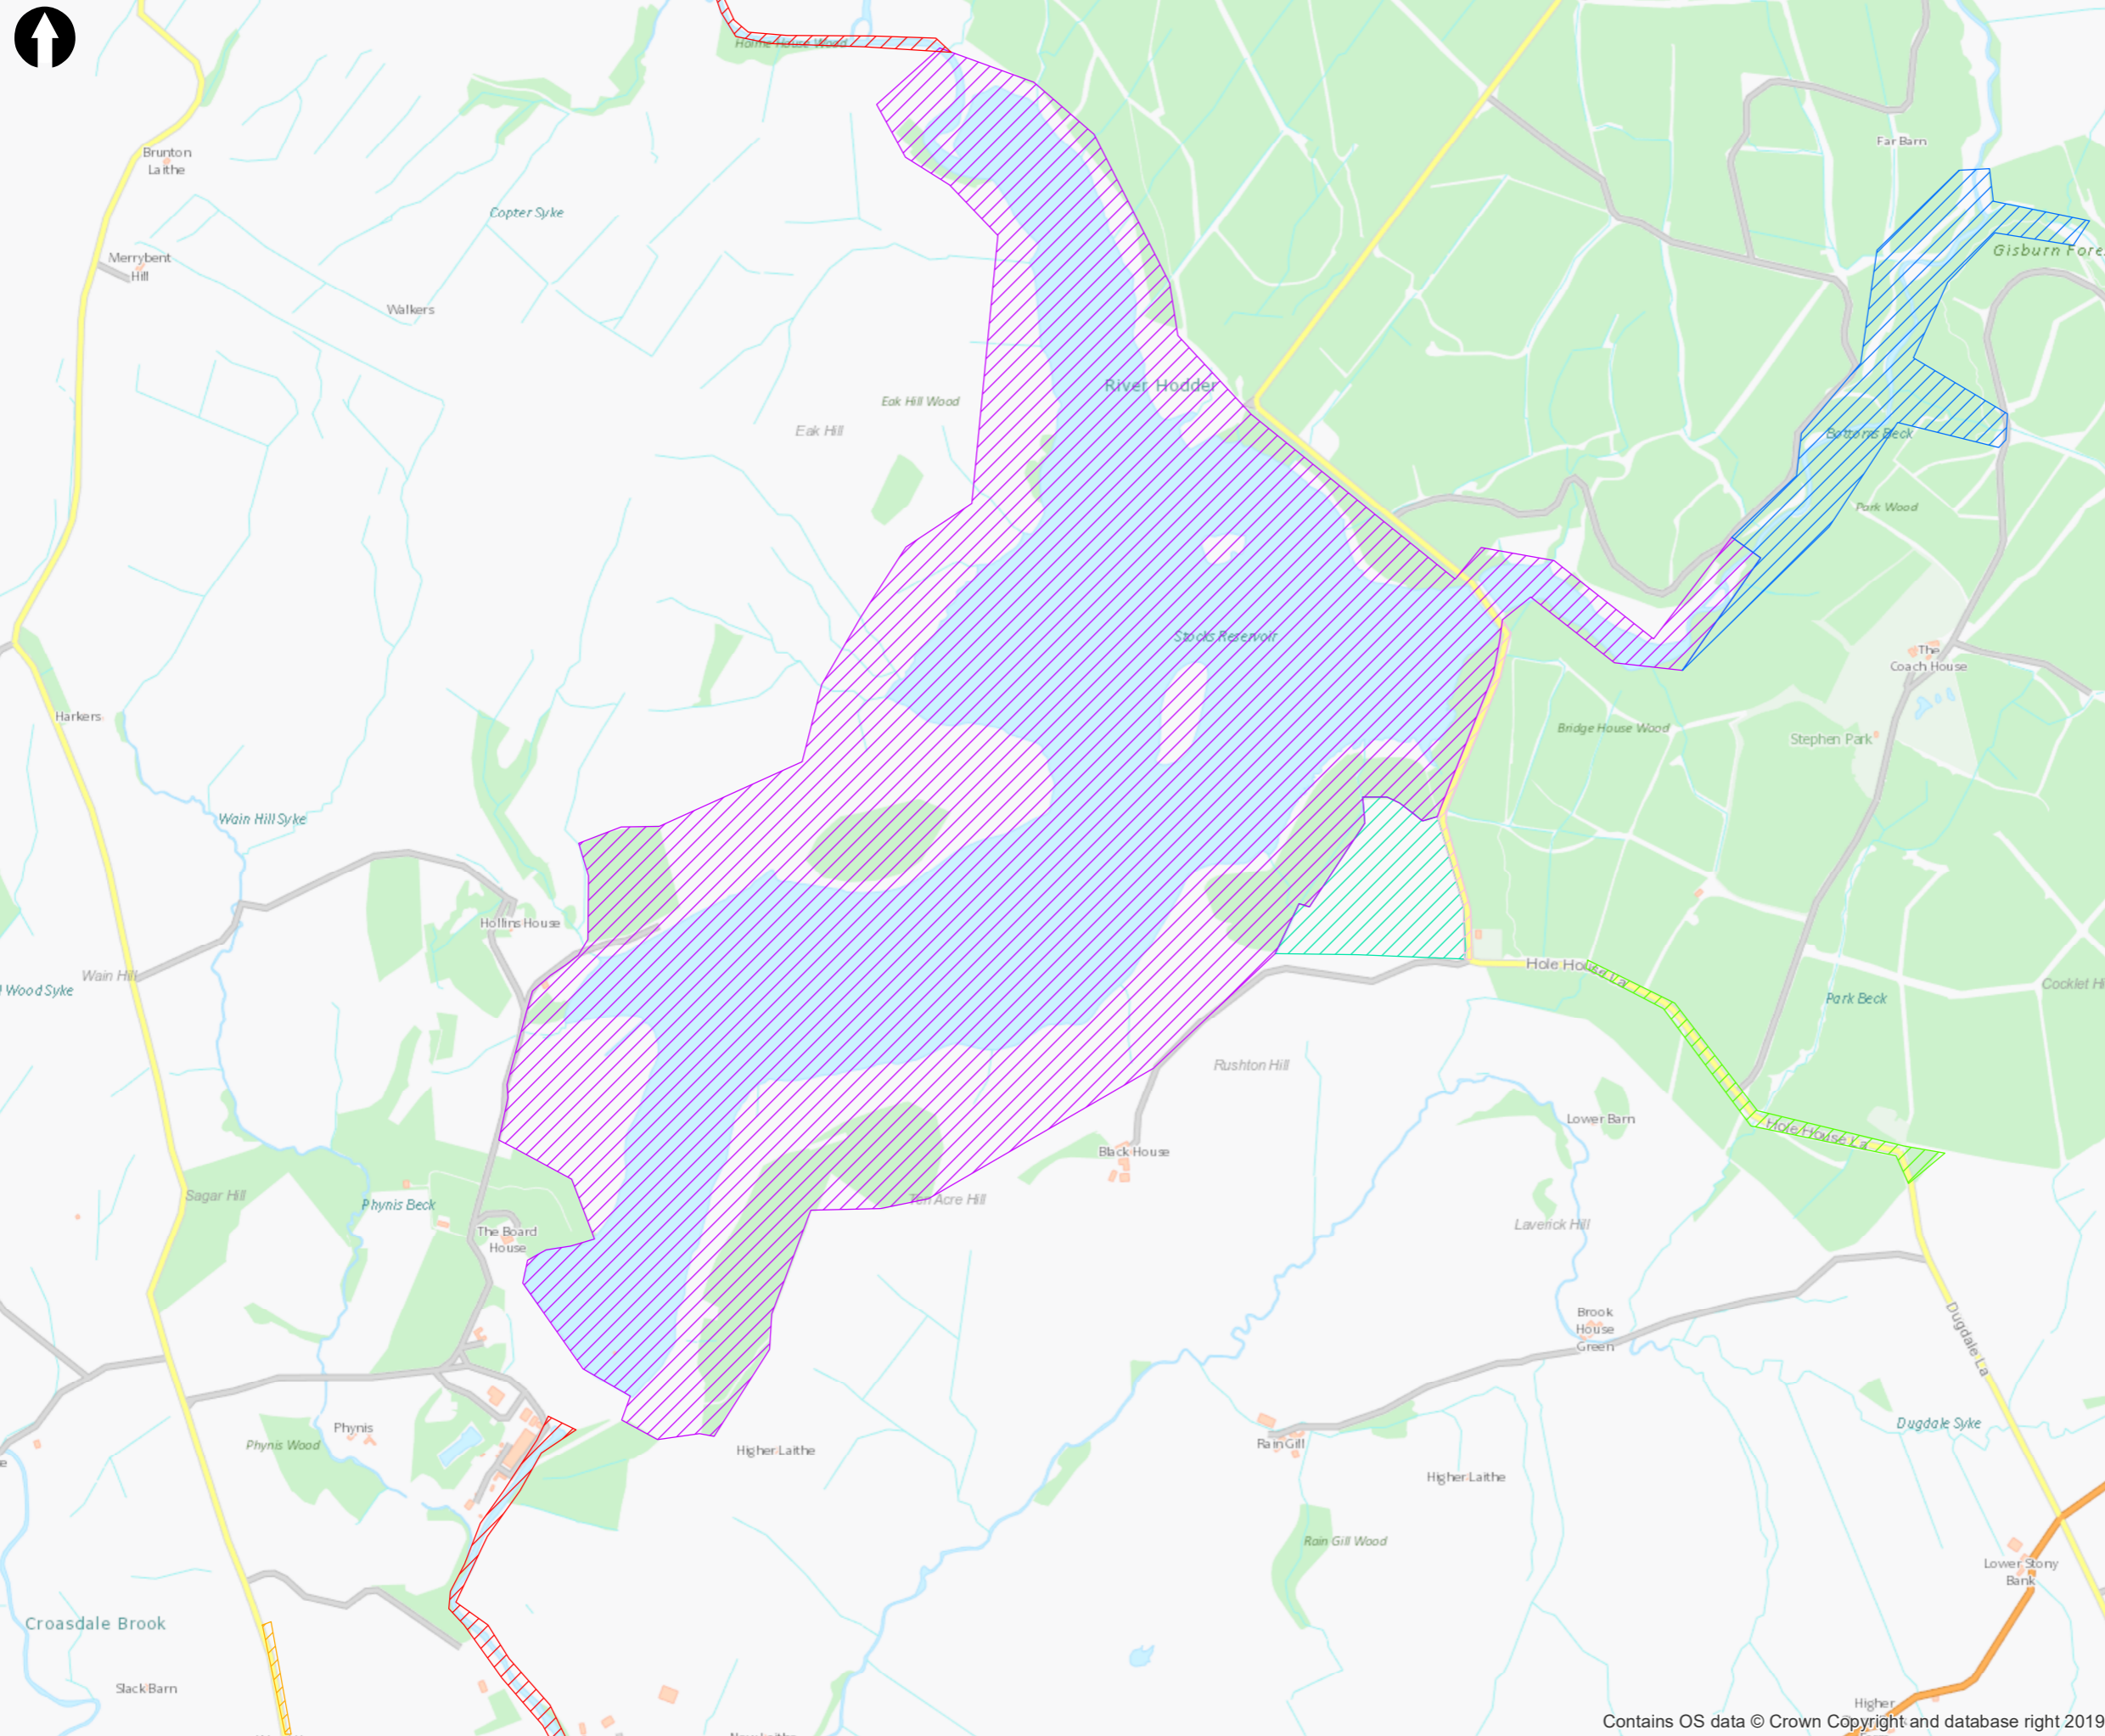 Holme House Wood
Brunton
Laithe
Far Barn
Copter Syke
Gisburn Fore
Merrybent
Hill
Walkers
River Hodder
Eak Hill Wood
Eak Hill
Bottoms Beck
Park Wood
Stocks Reservoir
The
Coach House
Harkers
Bridge House Wood
Stephen Park
Wain Hill Syke
Hollins House
Hole House La
Wain Hill
Wood Syke
Park Beck
Cocklet Hi
Rushton Hill
Lower Barn
Hole House La
Black House
Sagar Hill
Phynis Beck
Ten Acre Hill
The Board
House
Laverick Hill
Brook
House
Green
Dugdale La
Phynis
Phynis Wood
Higher Laithe
Rain Gill
Dugdale Syke
Higher Laithe
Rain Gill Wood
Lower Stony
Bank
Croasdale Brook
Slack Barn
Higher
Contains OS data © Crown Copyright and database right 2019